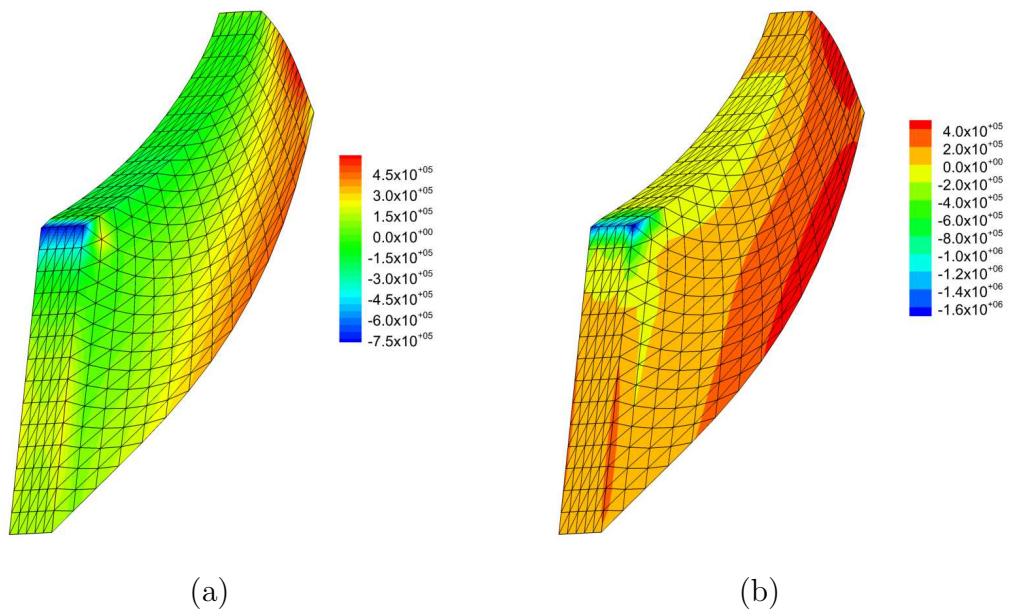 4.5x10⁺⁰⁵
3.0x10⁺⁰⁵
1.5x10⁺⁰⁵
0.0x10⁺⁰⁰
-1.5x10⁺⁰⁵
-3.0x10⁺⁰⁵
-4.5x10⁺⁰⁵
-6.0x10⁺⁰⁵
-7.5x10⁺⁰⁵
4.0x10⁺⁰⁵
2.0x10⁺⁰⁵
0.0x10⁺⁰⁰
-2.0x10⁺⁰⁵
-4.0x10⁺⁰⁵
-6.0x10⁺⁰⁵
-8.0x10⁺⁰⁵
-1.0x10⁺⁰⁶
-1.2x10⁺⁰⁶
-1.4x10⁺⁰⁶
-1.6x10⁺⁰⁶
(a)
(b)